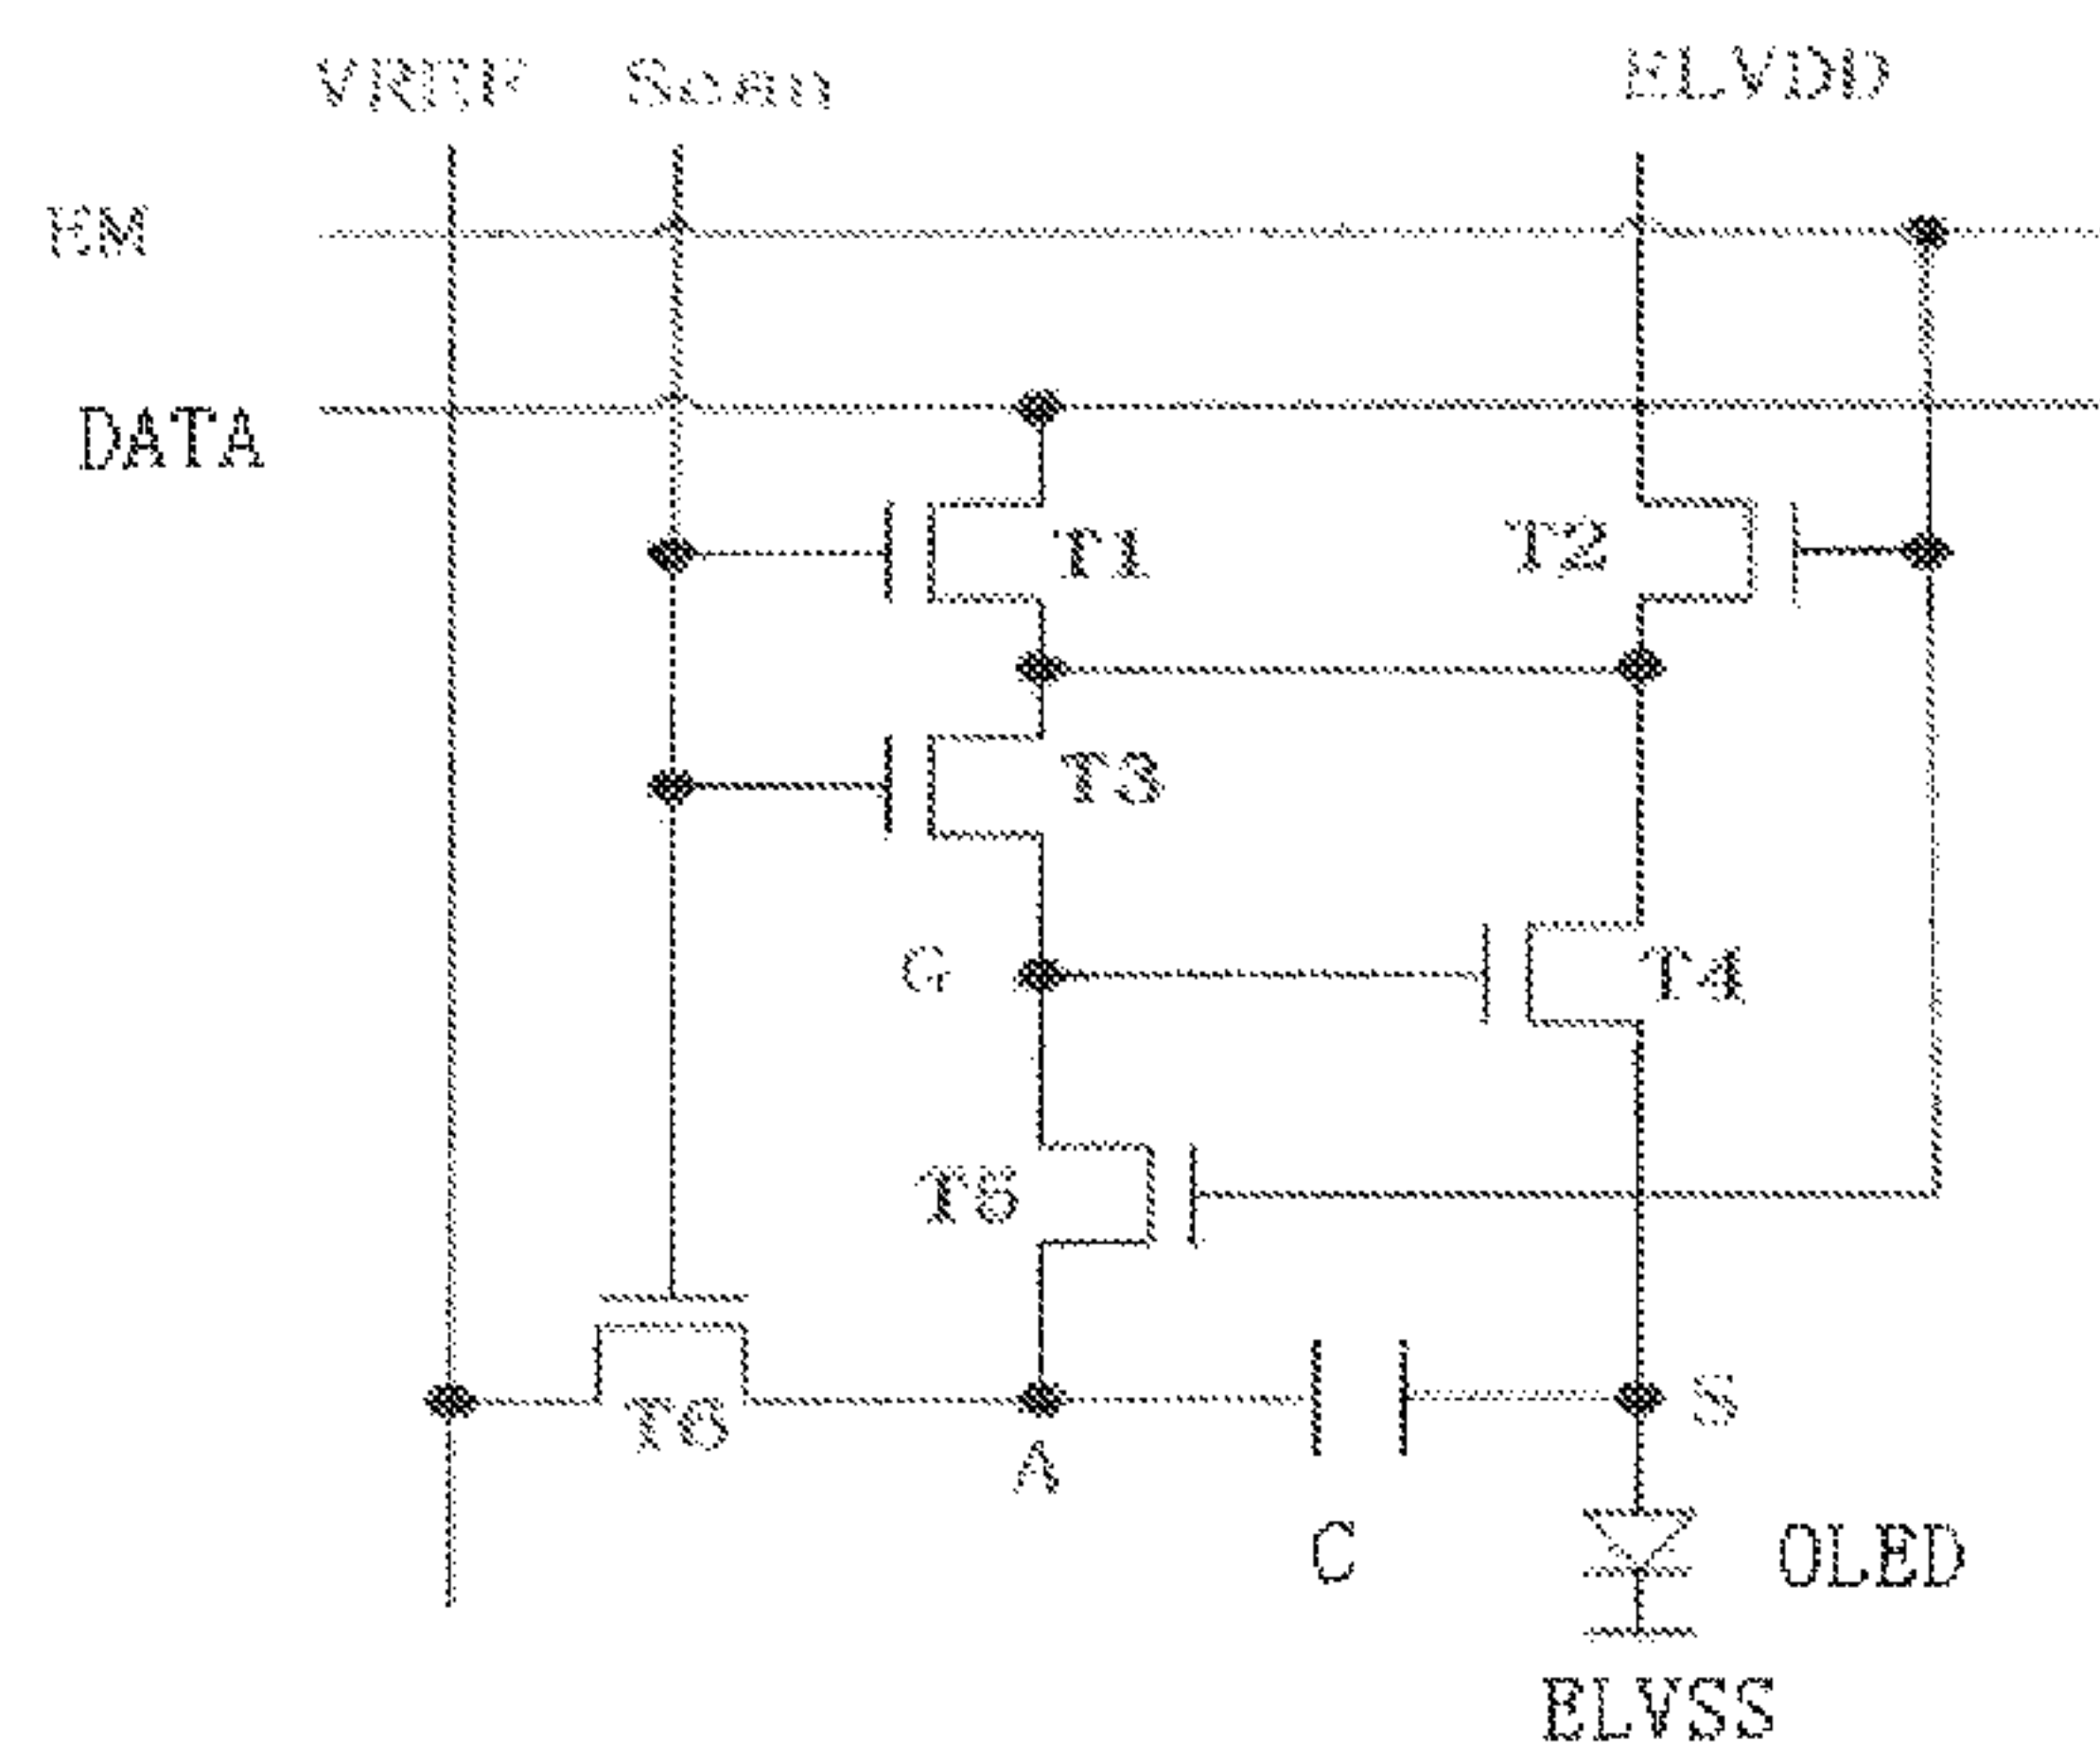 VREF Scan ELVDD
EM
DATA
T1 T2
T3
G T4
T5
T6 A S
C OLED
ELVSS